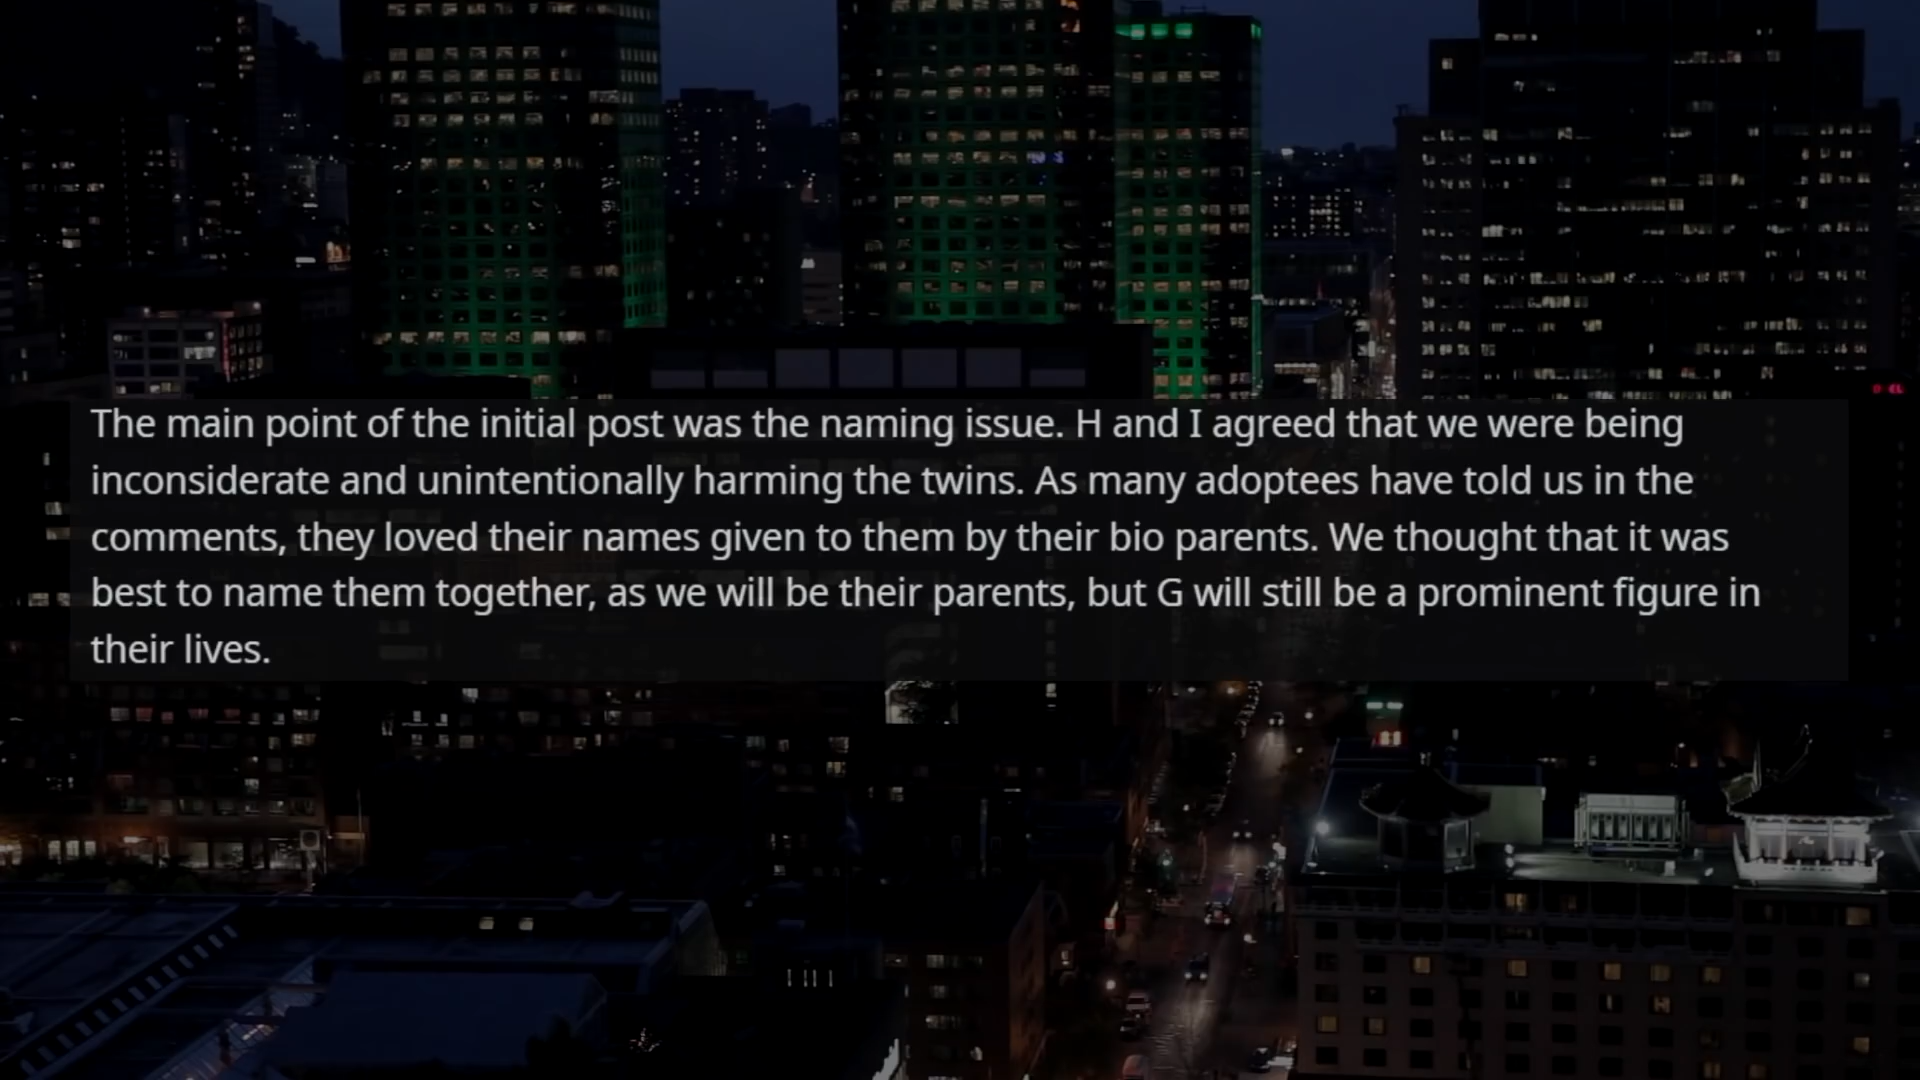 The main point of the initial post was the naming issue. H and I agreed that we were being
inconsiderate and unintentionally harming the twins. As many adoptees have told us in the
comments, they loved their names given to them by their bio parents. We thought that it was
best to name them together, as we will be their parents, but G will still be a prominent figure in
their lives.